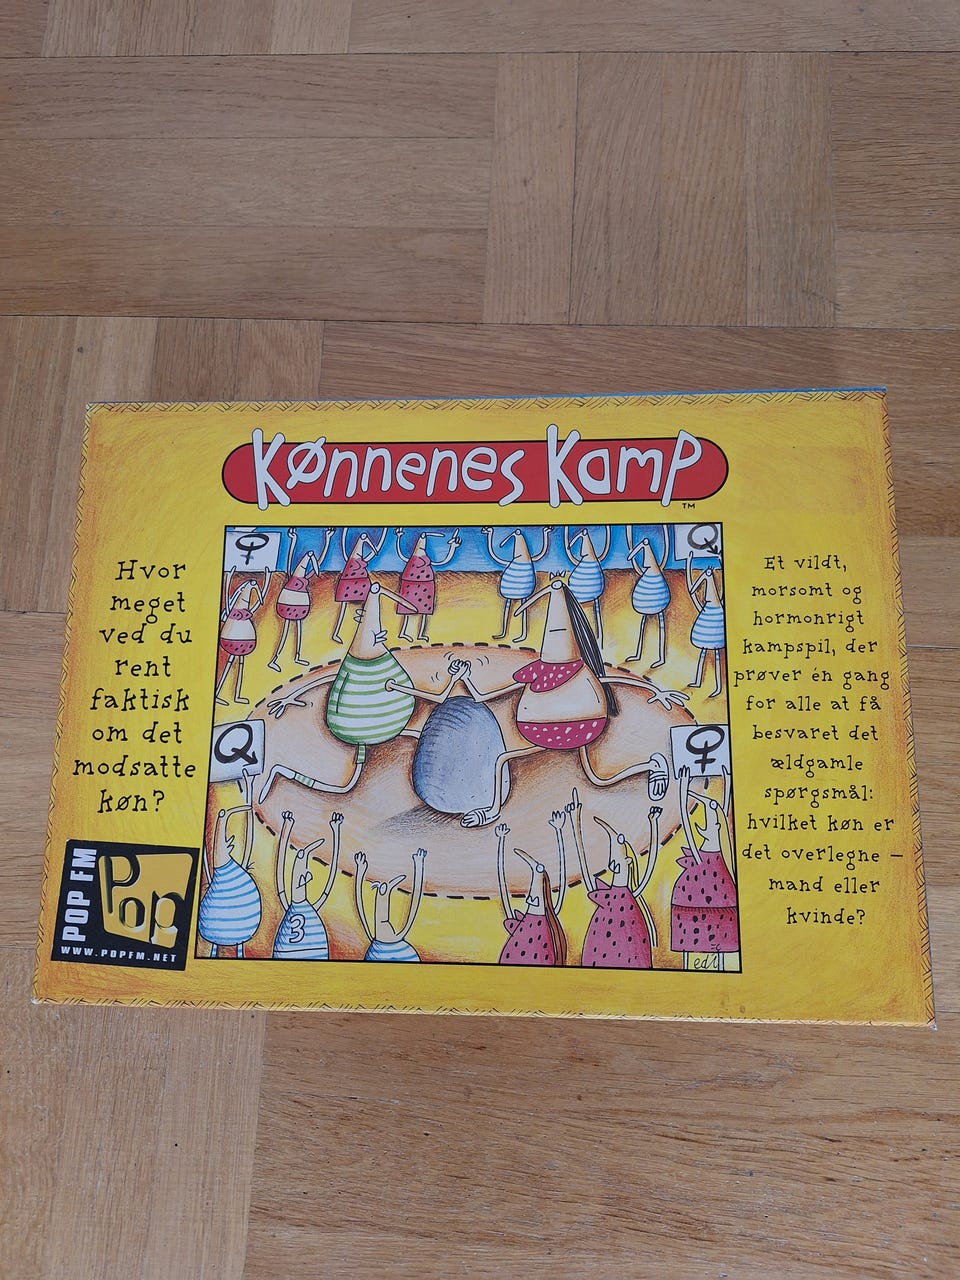 Kønnenes Kamp
™
Hvor
meget
ved du
rent
faktisk
om det
modsatte
køn?
Et vildt,
morsomt og
hormonrigt
kampspil, der
prøver én gang
for alle at få
besvaret det
ældgamle
spørgsmål:
hvilket køn er
det overlegne –
mand eller
kvinde?
3
POP FM
Pop
WWW.POPFM.NET